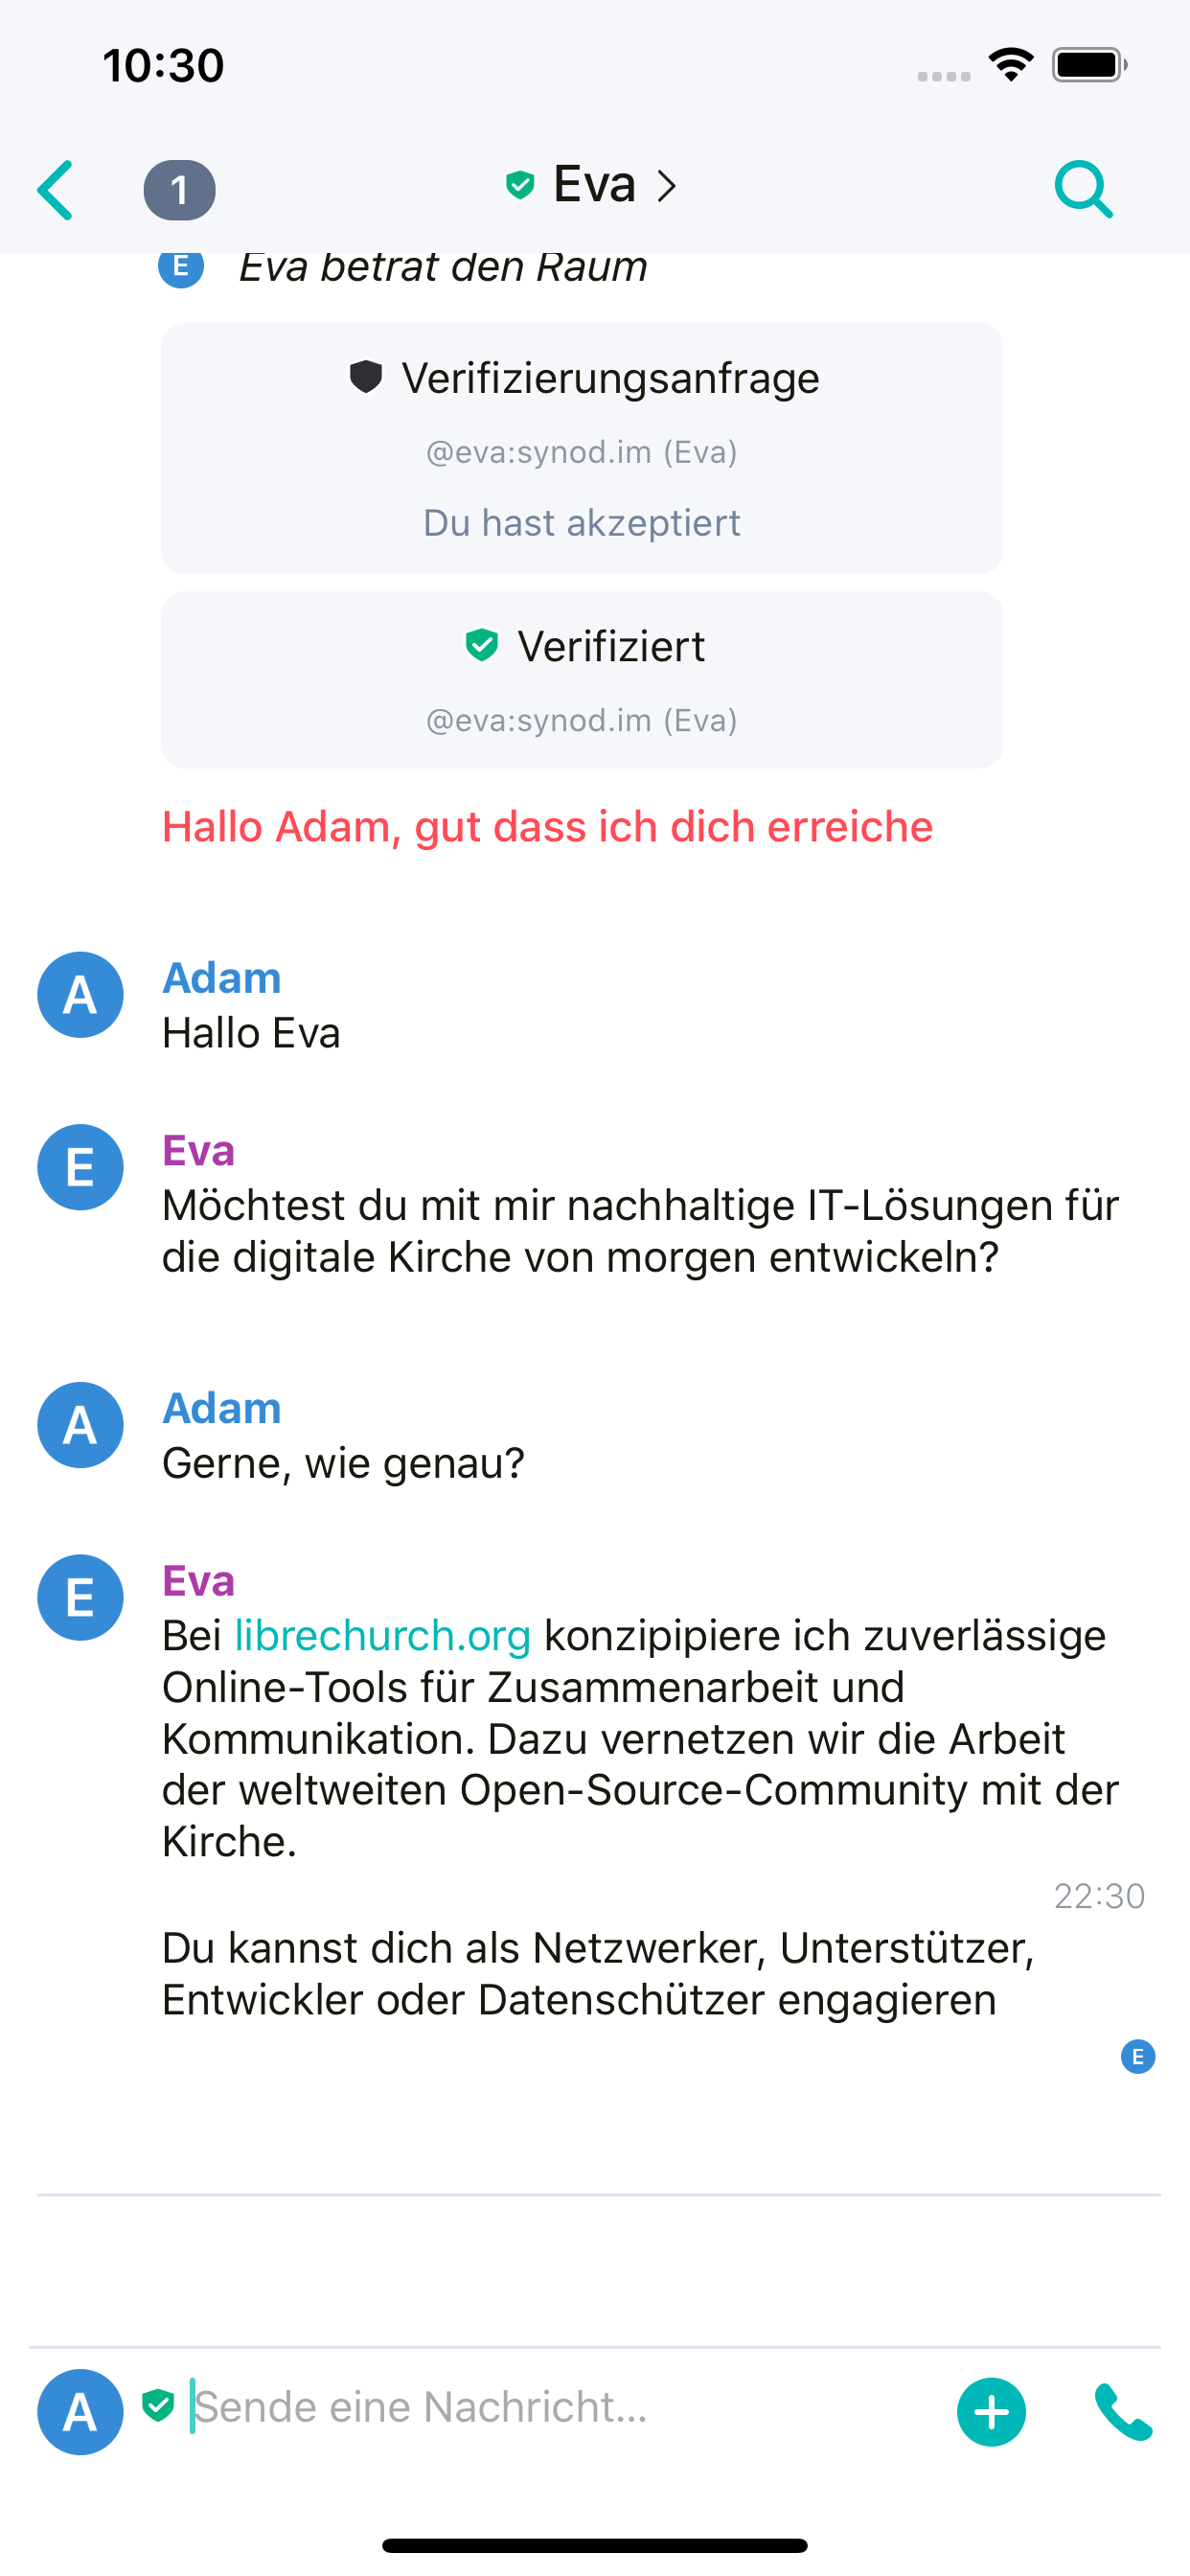 10:30
1
Eva
E
Eva betrat den Raum
Verifizierungsanfrage
@eva:synod.im (Eva)
Du hast akzeptiert
Verifiziert
@eva:synod.im (Eva)
Hallo Adam, gut dass ich dich erreiche
A
Adam
Hallo Eva
E
Eva
Möchtest du mit mir nachhaltige IT-Lösungen für
die digitale Kirche von morgen entwickeln?
A
Adam
Gerne, wie genau?
E
Eva
Bei librechurch.org konzipipiere ich zuverlässige
Online-Tools für Zusammenarbeit und
Kommunikation. Dazu vernetzen wir die Arbeit
der weltweiten Open-Source-Community mit der
Kirche.
22:30
Du kannst dich als Netzwerker, Unterstützer,
Entwickler oder Datenschützer engagieren
E
A
Sende eine Nachricht...